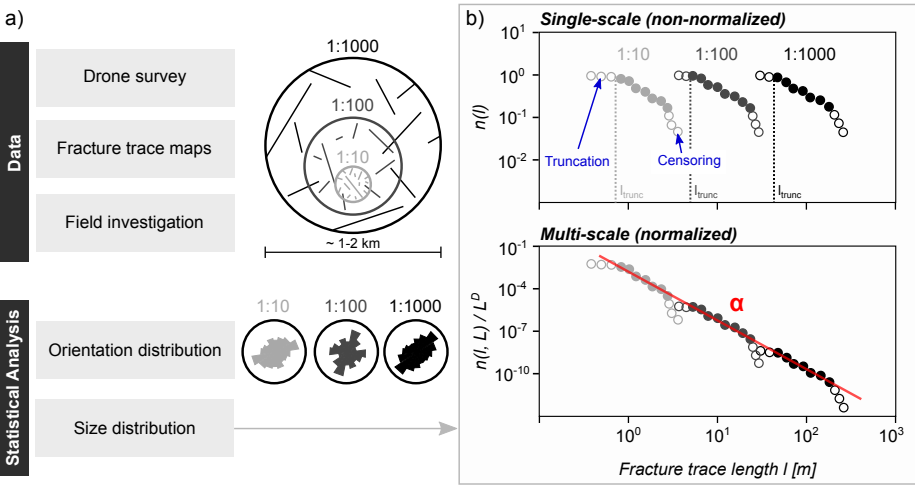 a)
Data
Drone survey
Fracture trace maps
Field investigation
1:1000
1:100
1:10
~ 1-2 km
Statistical Analysis
Orientation distribution
Size distribution
1:10
1:100
1:1000
b)
Single-scale (non-normalized)
n(l)
10^1
10^0
10^-1
10^-2
1:10
1:100
1:1000
Truncation
Censoring
l_trunc
l_trunc
l_trunc
Multi-scale (normalized)
n(l, L) / L^D
10^-1
10^-4
10^-7
10^-10
α
10^0
10^1
10^2
10^3
Fracture trace length l [m]